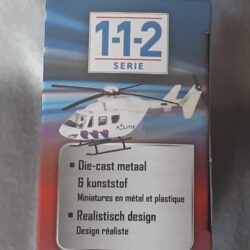 1-1-2
SERIE
POLITIE
▪ Die-cast metaal
& kunststof
Miniatures en métal et plastique
▪ Realistisch design
Design réaliste